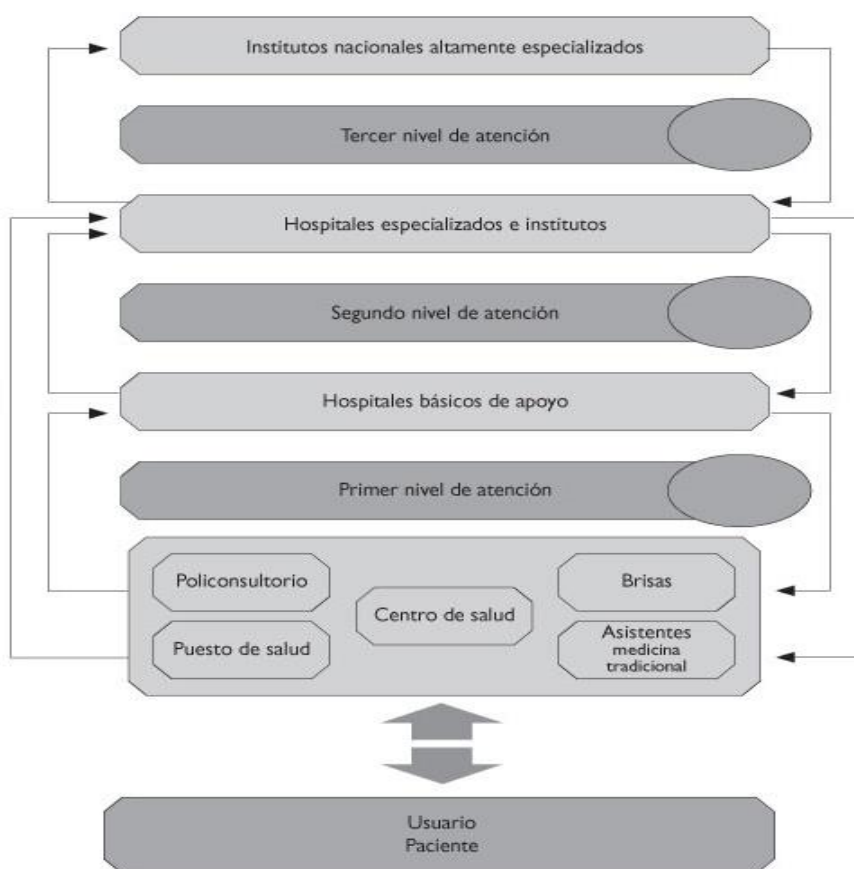 Institutos nacionales altamente especializados
Tercer nivel de atención
Hospitales especializados e institutos
Segundo nivel de atención
Hospitales básicos de apoyo
Primer nivel de atención
Policonsultorio
Brisas
Centro de salud
Puesto de salud
Asistentes
medicina
tradicional
Usuario
Paciente